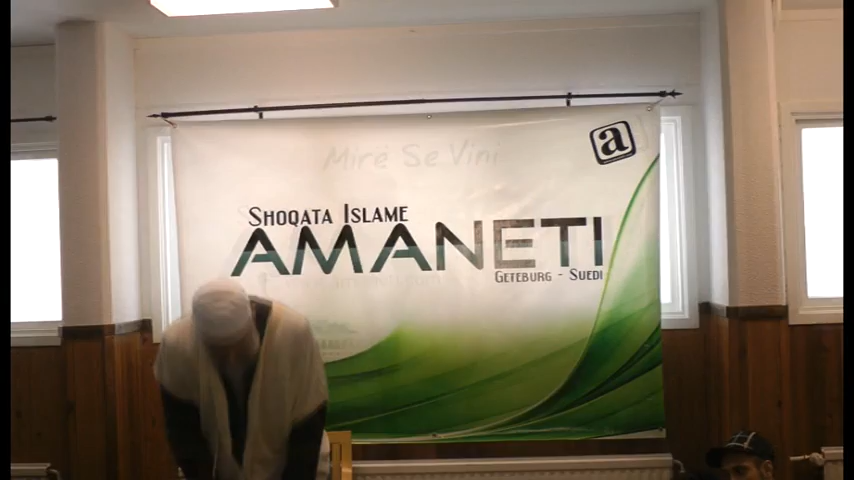 a
Mirë Se Vini
SHOQATA ISLAME
AMANETI
GETEBURG - SUEDI